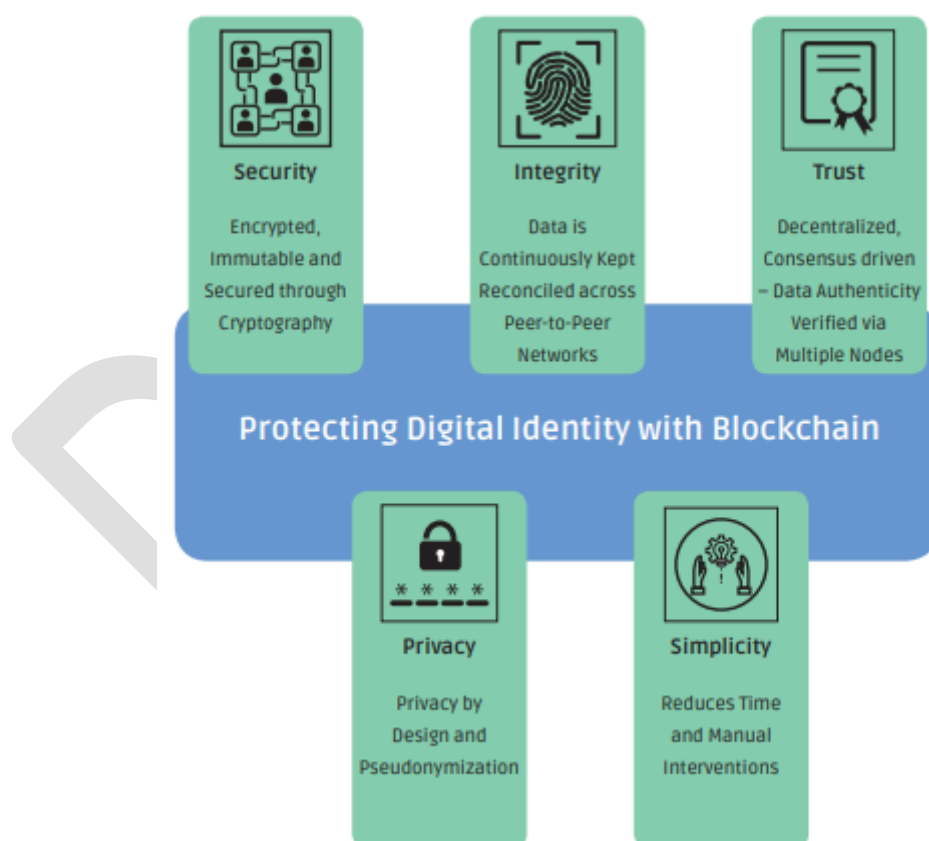 Security
Encrypted,
Immutable and
Secured through
Cryptography
Integrity
Data is
Continuously Kept
Reconciled across
Peer-to-Peer
Networks
Trust
Decentralized,
Consensus driven
– Data Authenticity
Verified via
Multiple Nodes
Protecting Digital Identity with Blockchain
* * * *
Privacy
Privacy by
Design and
Pseudonymization
Simplicity
Reduces Time
and Manual
Interventions